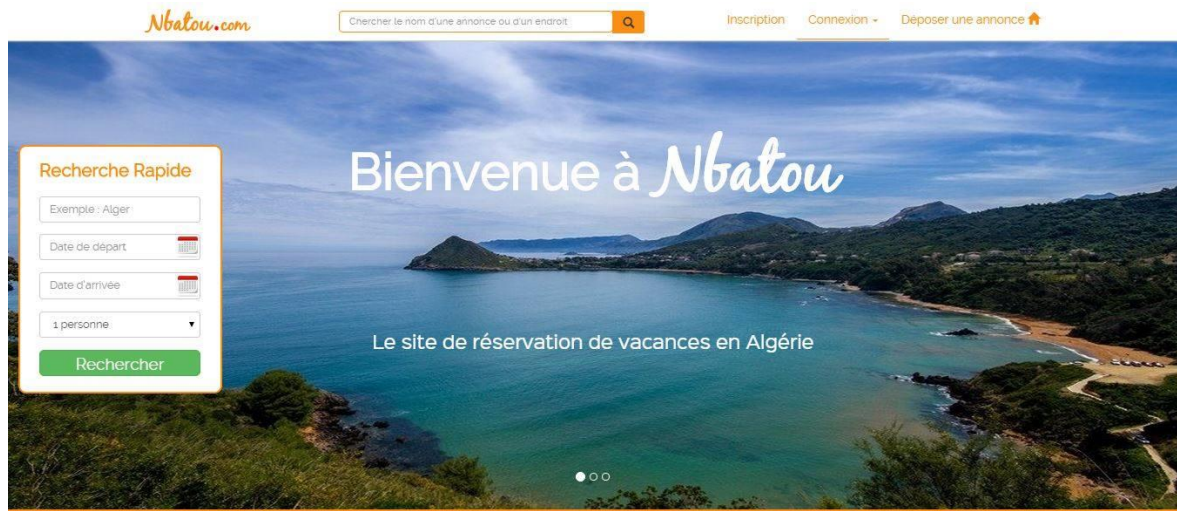 Nbatou.com
Chercher le nom d'une annonce ou d'un endroit
Inscription
Connexion
Déposer une annonce
Bienvenue à Nbatou
Le site de réservation de vacances en Algérie
Recherche Rapide
Exemple : Alger
Date de départ
Date d'arrivée
1 personne
Rechercher